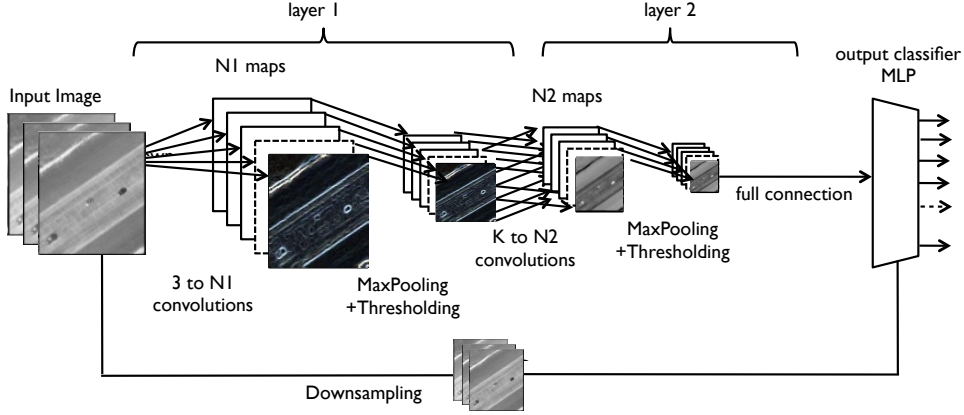 layer 1
layer 2
N1 maps
output classifier
MLP
Input Image
N2 maps
full connection
K to N2
convolutions
MaxPooling
+Thresholding
3 to N1
convolutions
MaxPooling
+Thresholding
Downsampling